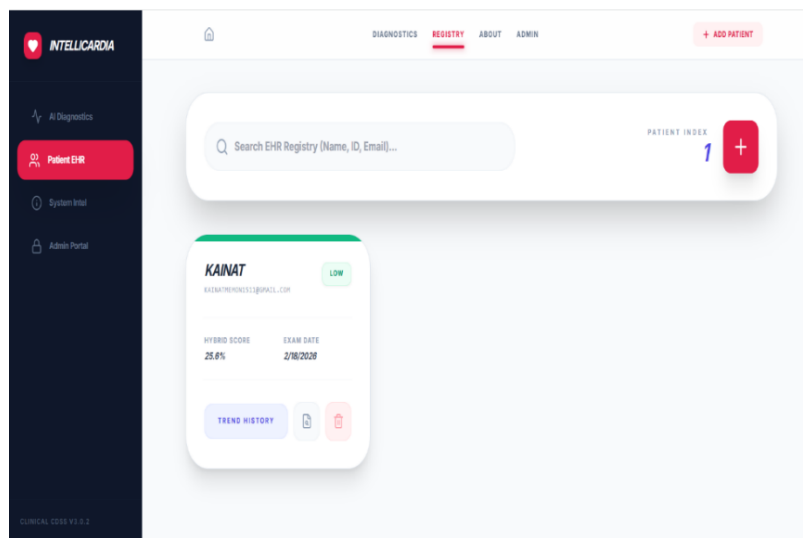 INTELLICARDIA
DIAGNOSTICS REGISTRY ABOUT ADMIN
+ ADD PATIENT
AI Diagnostics
Patient EHR
System Intel
Admin Portal
Search EHR Registry (Name, ID, Email)...
PATIENT INDEX
1
KAINAT
LOW
HYBRID SCORE EXAM DATE
25.6% 2/18/2026
TREND HISTORY
CLINICAL CDSS V3.0.2